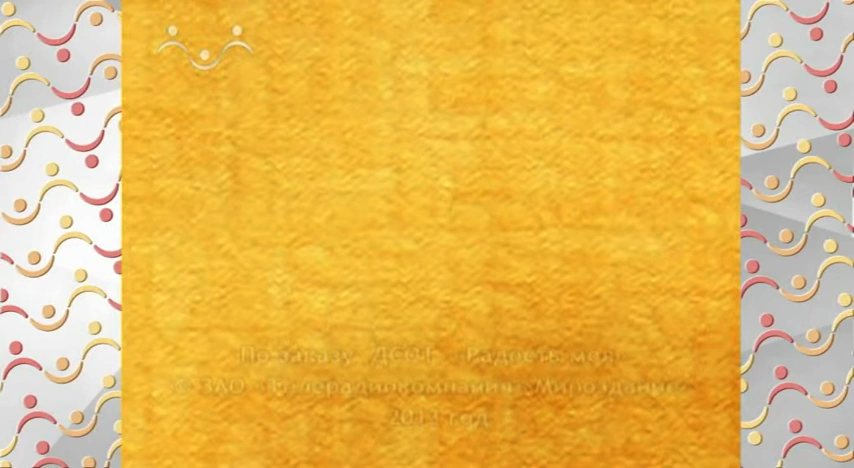 По заказу ДСОТ «Радость моя»
© ЗАО «Телерадиокомпания «Мироздание»
год